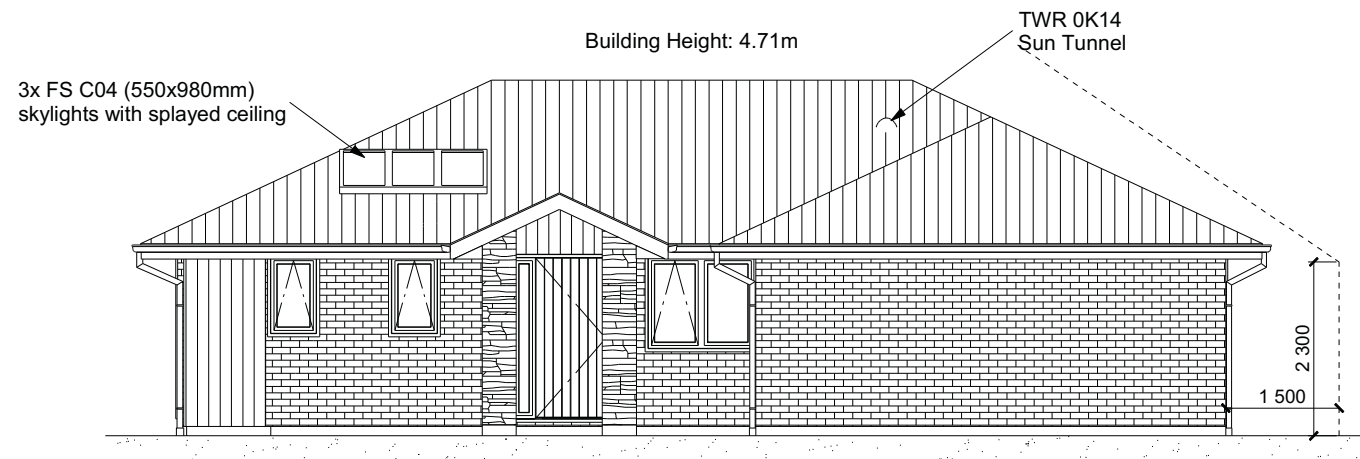 TWR 0K14
Sun Tunnel
Building Height: 4.71m
3x FS C04 (550x980mm)
skylights with splayed ceiling
2 300
1 500